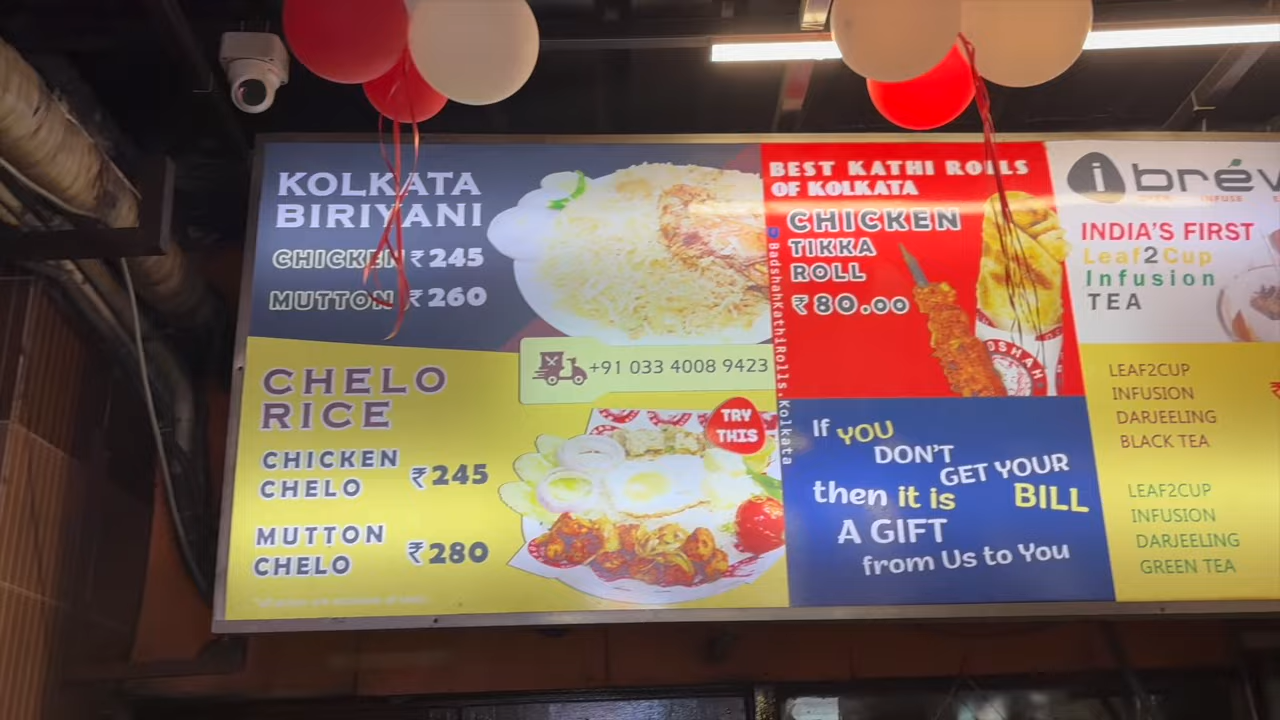 KOLKATA
BIRIYANI
CHICKEN ₹245
MUTTON ₹260
CHELO
RICE
CHICKEN
CHELO ₹245
MUTTON
CHELO ₹280
+91 033 4008 9423
TRY
THIS
BadshahKathiRolls.Kolkata
BEST KATHI ROLLS
OF KOLKATA
CHICKEN
TIKKA
ROLL
₹80.00
If YOU
DON'T
GET YOUR
BILL
then it is
A GIFT
from Us to You
i brév
INFUSE
INDIA'S FIRST
Leaf2Cup
Infusion
TEA
LEAF2CUP
INFUSION
DARJEELING
BLACK TEA
LEAF2CUP
INFUSION
DARJEELING
GREEN TEA